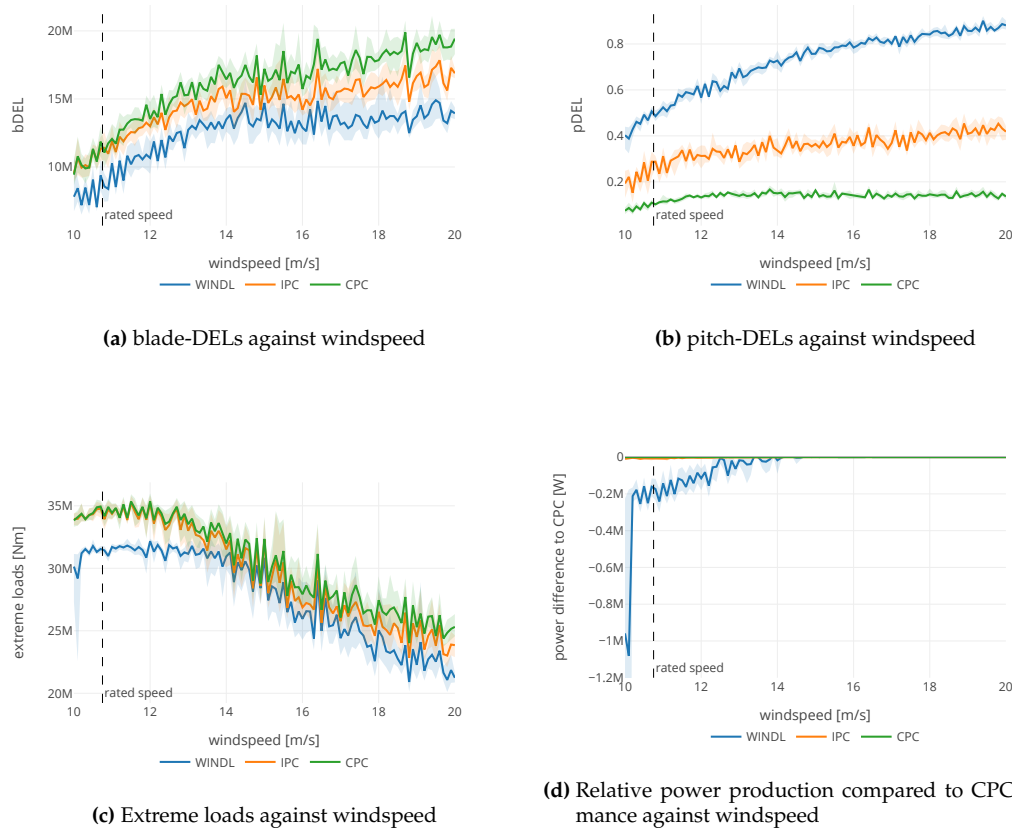 20M
15M
10M
bDEL
rated speed
10 12 14 16 18 20
windspeed [m/s]
WINDL IPC CPC
(a) blade-DELs against windspeed
0.8
0.6
0.4
0.2
pDEL
rated speed
10 12 14 16 18 20
windspeed [m/s]
WINDL IPC CPC
(b) pitch-DELs against windspeed
35M
30M
25M
20M
extreme loads [Nm]
rated speed
10 12 14 16 18 20
windspeed [m/s]
WINDL IPC CPC
(c) Extreme loads against windspeed
0
−0.2M
−0.4M
−0.6M
−0.8M
−1M
−1.2M
power difference to CPC [W]
rated speed
10 12 14 16 18 20
windspeed [m/s]
WINDL IPC CPC
(d) Relative power production compared to CPC
mance against windspeed